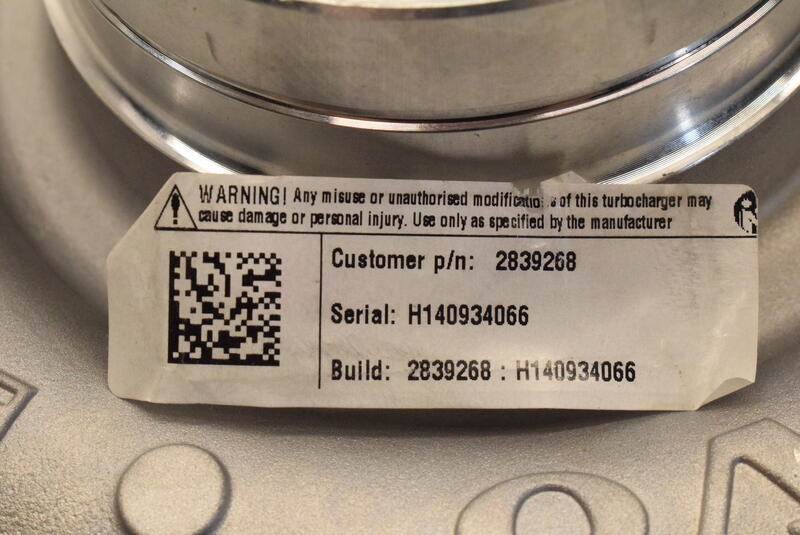 WARNING! Any misuse or unauthorised modifications of this turbocharger may
cause damage or personal injury. Use only as specified by the manufacturer
Customer p/n: 2839268
Serial: H140934066
Build: 2839268 : H140934066